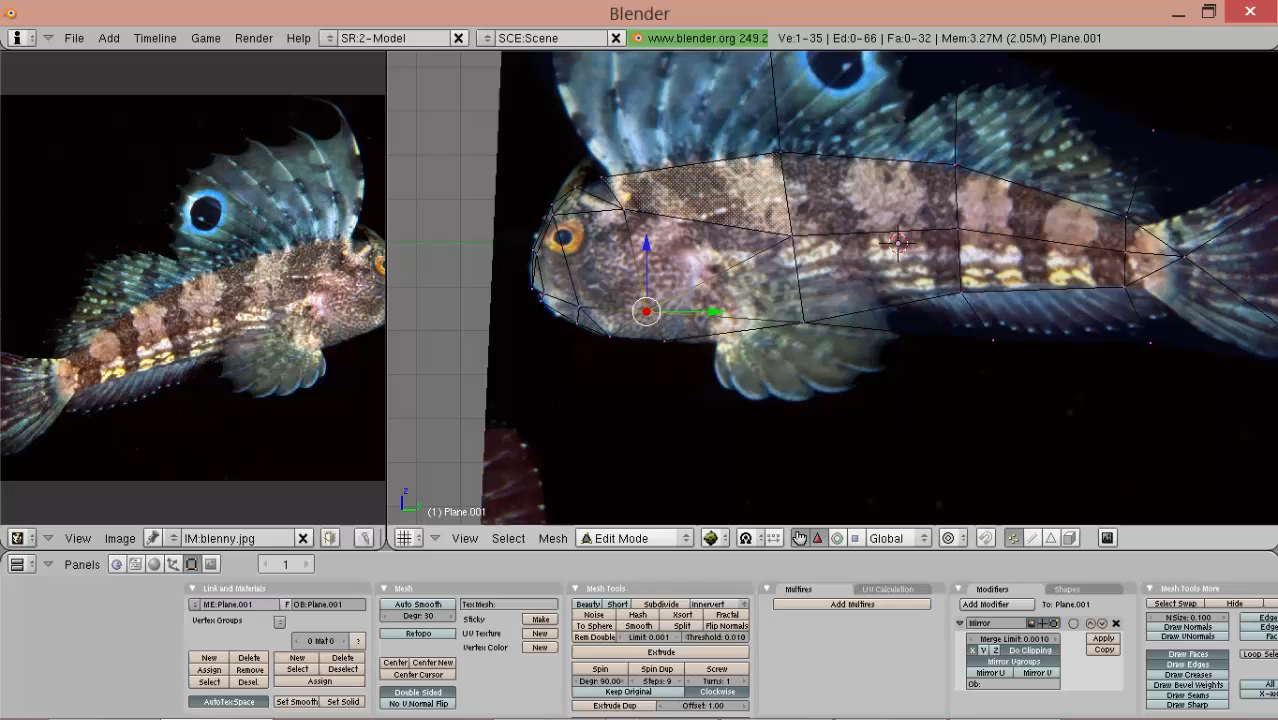 Blender
File Add Timeline Game Render Help SR:2-Model SCE:Scene www.blender.org 249.2 Ve:1-35 | Ed:0-66 | Fa:0-32 | Mem:3.27M (2.05M) Plane.001
z
(1) Plane.001
View Image IM:blenny.jpg View Select Mesh Edit Mode Global
Panels 1
Link and Materials
ME:Plane.001 F OB:Plane.001
Vertex Groups
0 Mat 0 ?
New Delete New Delete
Assign Remove Select Deselect
Select Desel. Assign
AutoTexSpace Set Smooth Set Solid
Mesh
Auto Smooth TexMesh:
Degr: 30 Sticky Make
Retopo UV Texture New
Vertex Color New
Center Center New
Center Cursor
Double Sided
No V.Normal Flip
Mesh Tools
Beauty Short Subdivide Innervert
Noise Hash Xsort Fractal
To Sphere Smooth Split Flip Normals
Rem Double Limit: 0.001 Threshold: 0.010
Extrude
Spin Spin Dup Screw
Degr: 90.00 Steps: 9 Turns: 1
Keep Original Clockwise
Extrude Dup Offset: 1.00
Multires UV Calculation
Add Multires
Modifiers Shapes
Add Modifier To: Plane.001
Mirror
Merge Limit: 0.0010 Apply
X Y Z Do Clipping Copy
Mirror Vgroups
Mirror U Mirror V
Ob:
Mesh Tools More
Select Swap Hide
NSize: 0.100
Draw Normals
Draw VNormals
Draw Faces
Draw Edges Loop Sele
Draw Creases
Draw Bevel Weights All
Draw Seams X-ax
Draw Sharp